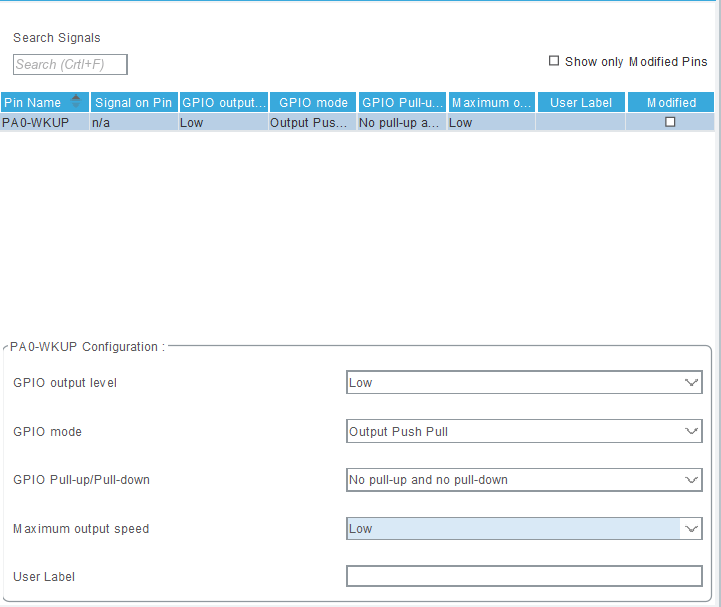 Search Signals
Search (CrtI+F)
Show only Modified Pins
Pin Name Signal on Pin GPIO output... GPIO mode GPIO Pull-u... Maximum o... User Label Modified
PA0-WKUP n/a Low Output Pus... No pull-up a... Low
PA0-WKUP Configuration :
GPIO output level Low
GPIO mode Output Push Pull
GPIO Pull-up/Pull-down No pull-up and no pull-down
Maximum output speed Low
User Label